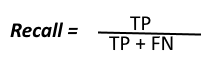 Recall = TP
TP + FN